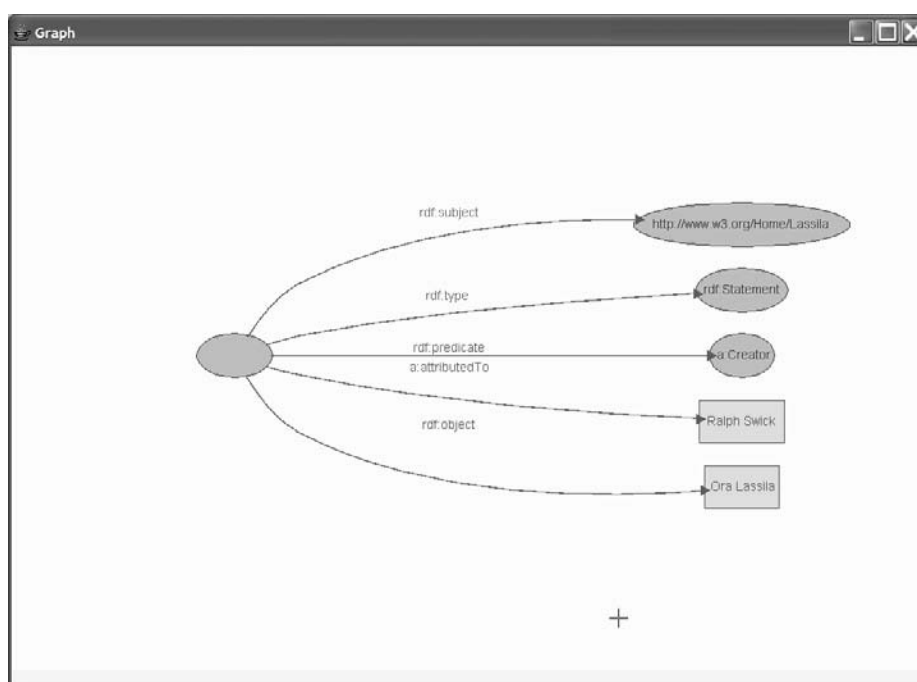 Graph
rdf:subject
http://www.w3.org/Home/Lassila
rdf:type
rdf Statement
rdf:predicate
a Creator
a:attributedTo
Ralph Swick
rdf:object
Ora Lassila